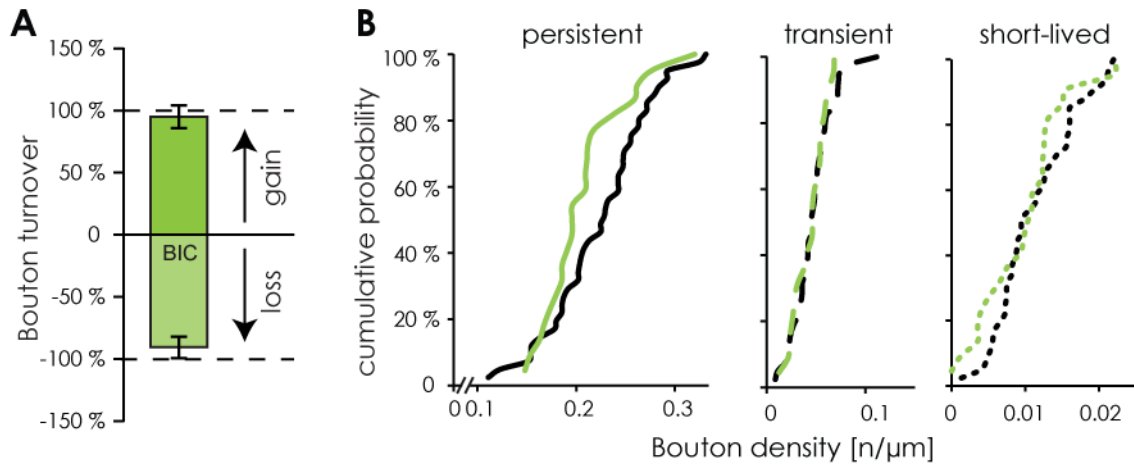 A
150 %
100 %
50 %
0
-50 %
-100 %
-150 %
Bouton turnover
BIC
gain
loss
B
persistent
transient
short-lived
100 %
80 %
60 %
40 %
20 %
0
cumulative probability
0 0.1 0.2 0.3
0 0.1
0 0.01 0.02
Bouton density [n/µm]